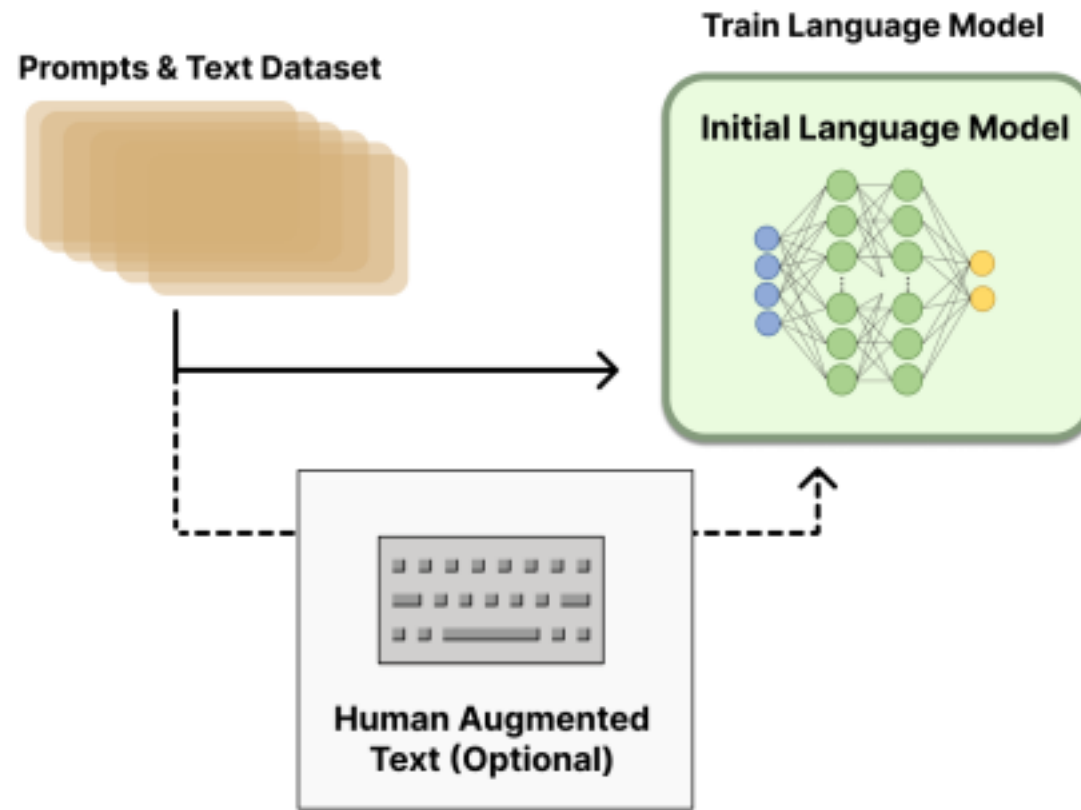 Train Language Model
Prompts & Text Dataset
Initial Language Model
Human Augmented
Text (Optional)